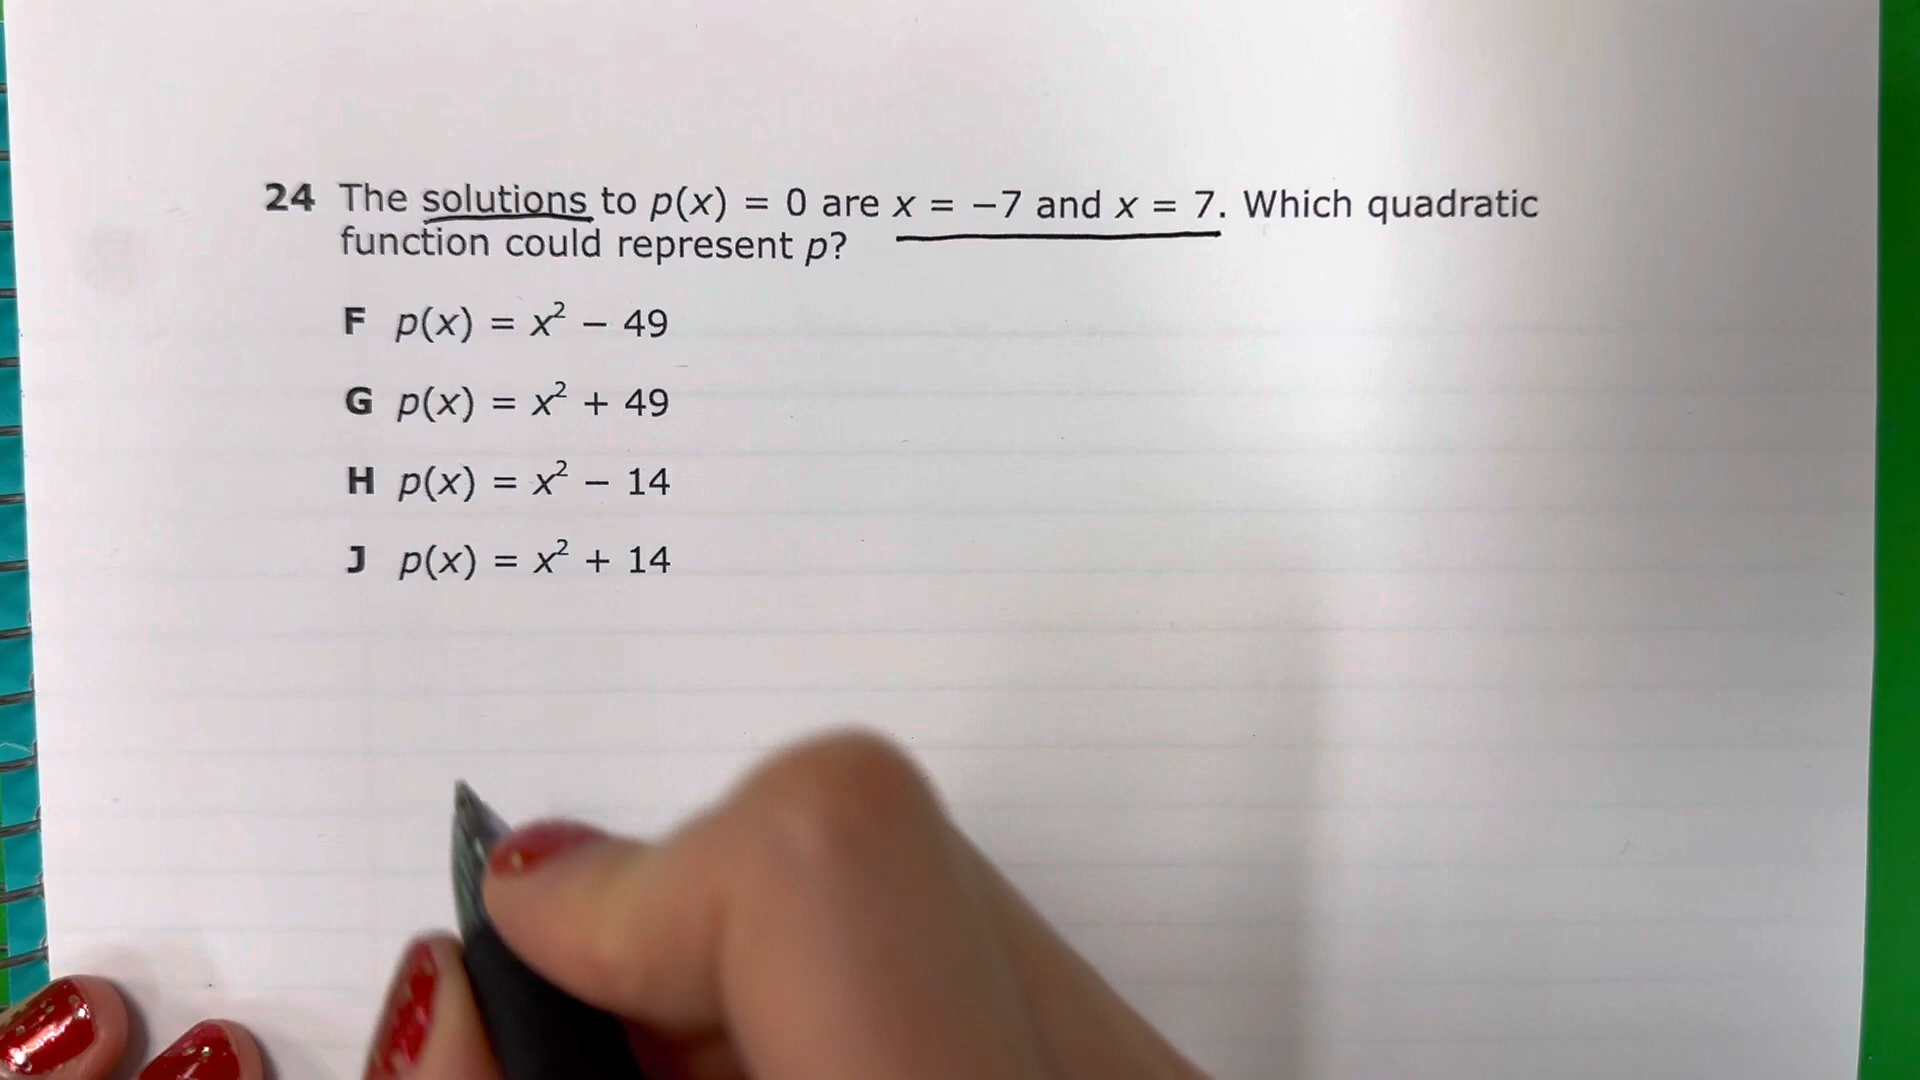 24 The solutions to p(x) = 0 are x = −7 and x = 7. Which quadratic
function could represent p?
F p(x) = x² − 49
G p(x) = x² + 49
H p(x) = x² − 14
J p(x) = x² + 14